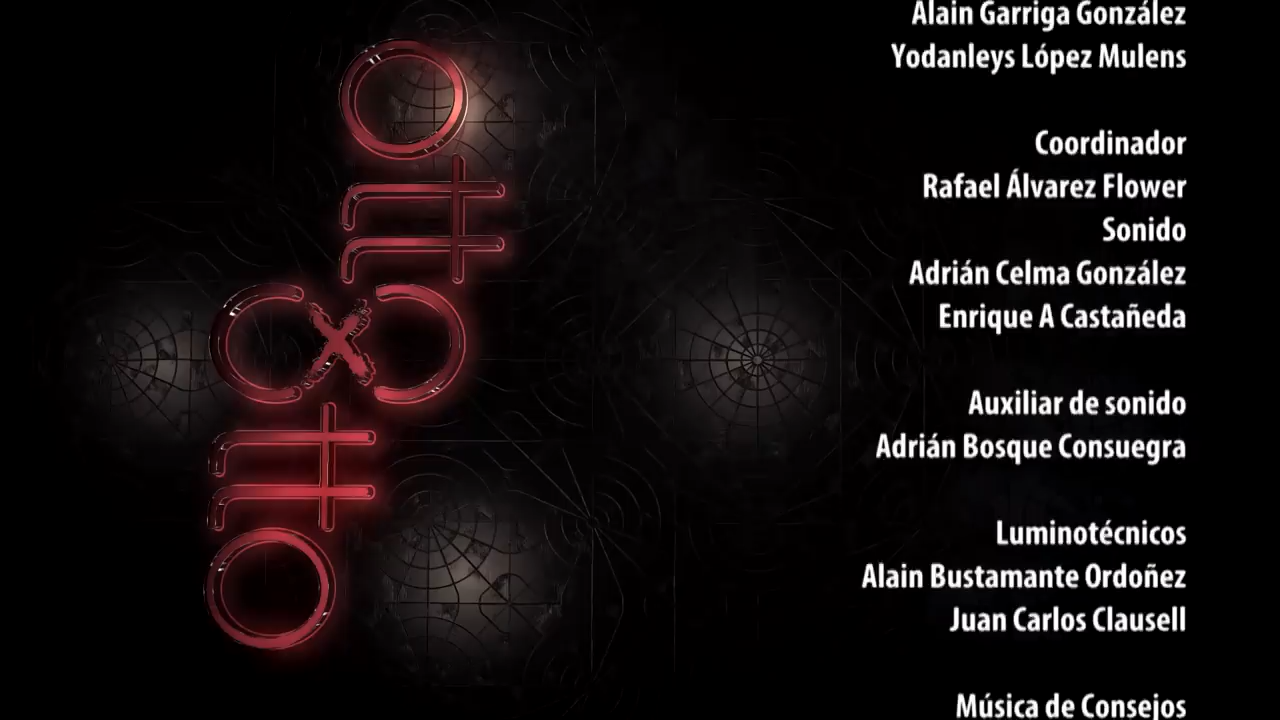 Alain Garriga González
Yodanleys López Mulens
Coordinador
Rafael Álvarez Flower
Sonido
Adrián Celma González
Enrique A Castañeda
Auxiliar de sonido
Adrián Bosque Consuegra
Luminotécnicos
Alain Bustamante Ordoñez
Juan Carlos Clausell
Música de Consejos